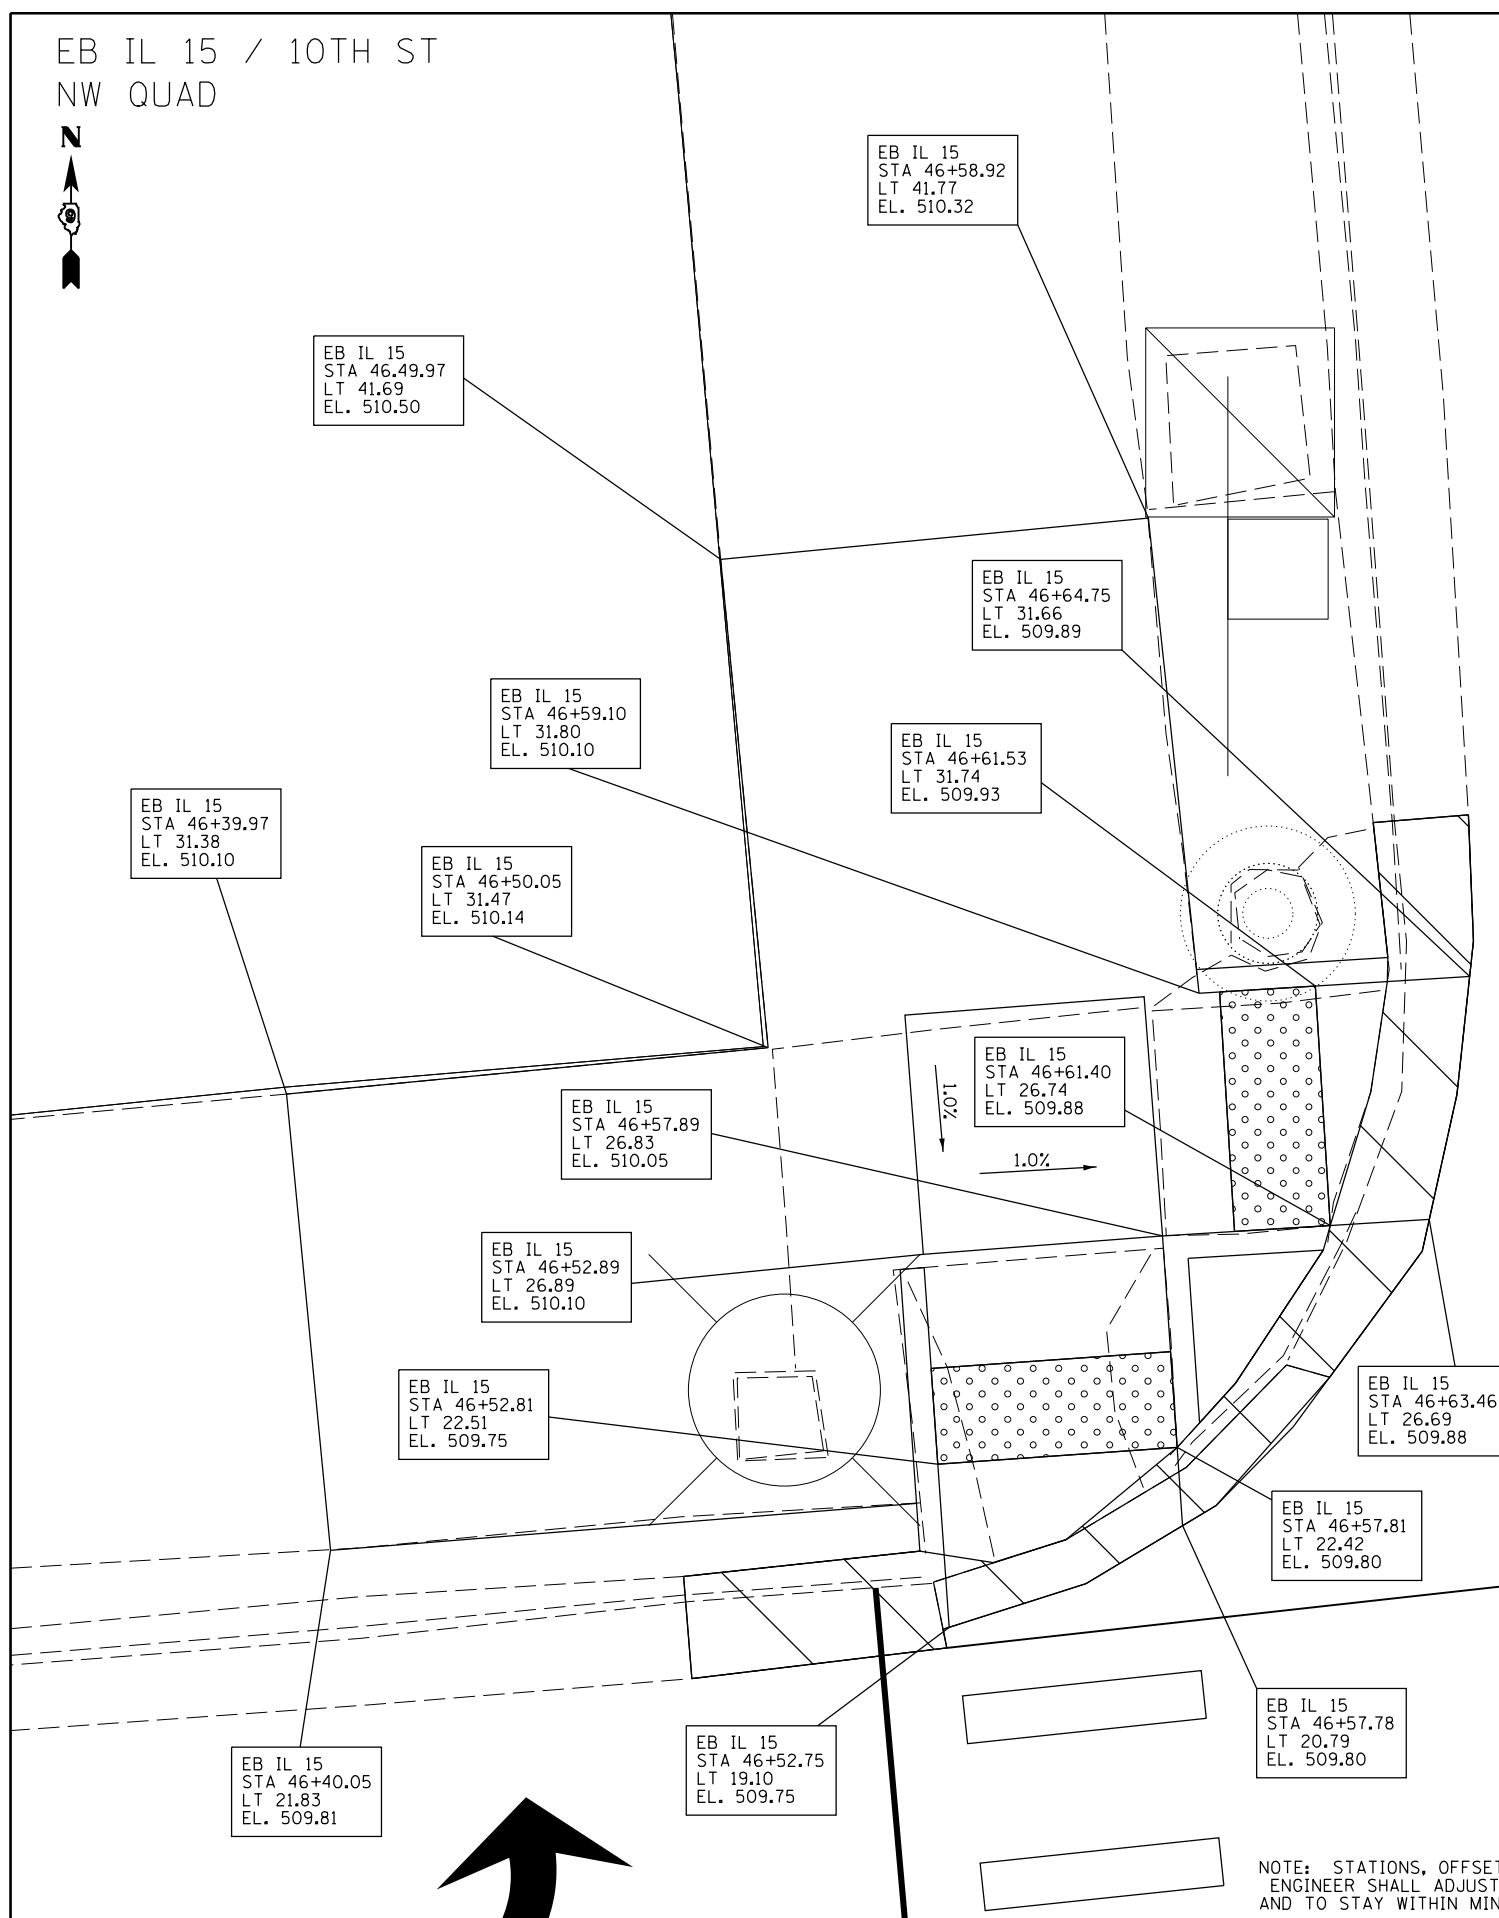 EB IL 15 / 10TH ST
NW QUAD
N
EB IL 15
STA 46+58.92
LT 41.77
EL. 510.32
EB IL 15
STA 46.49.97
LT 41.69
EL. 510.50
EB IL 15
STA 46+64.75
LT 31.66
EL. 509.89
EB IL 15
STA 46+59.10
LT 31.80
EL. 510.10
EB IL 15
STA 46+61.53
LT 31.74
EL. 509.93
EB IL 15
STA 46+39.97
LT 31.38
EL. 510.10
EB IL 15
STA 46+50.05
LT 31.47
EL. 510.14
EB IL 15
STA 46+61.40
LT 26.74
EL. 509.88
1.0%
1.0%
EB IL 15
STA 46+57.89
LT 26.83
EL. 510.05
EB IL 15
STA 46+52.89
LT 26.89
EL. 510.10
EB IL 15
STA 46+52.81
LT 22.51
EL. 509.75
EB IL 15
STA 46+63.46
LT 26.69
EL. 509.88
EB IL 15
STA 46+57.81
LT 22.42
EL. 509.80
EB IL 15
STA 46+57.78
LT 20.79
EL. 509.80
EB IL 15
STA 46+52.75
LT 19.10
EL. 509.75
EB IL 15
STA 46+40.05
LT 21.83
EL. 509.81
NOTE: STATIONS, OFFSET
ENGINEER SHALL ADJUST
AND TO STAY WITHIN MIN